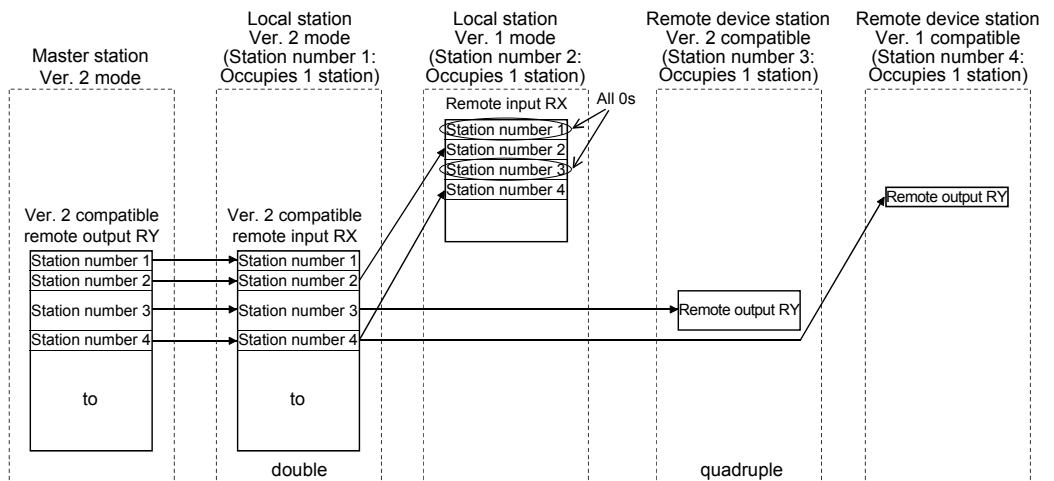 Master station
Ver. 2 mode
Local station
Ver. 2 mode
(Station number 1:
Occupies 1 station)
Local station
Ver. 1 mode
(Station number 2:
Occupies 1 station)
Remote device station
Ver. 2 compatible
(Station number 3:
Occupies 1 station)
Remote device station
Ver. 1 compatible
(Station number 4:
Occupies 1 station)
Remote input RX
All 0s
Station number 1
Station number 2
Station number 3
Station number 4
Remote output RY
Ver. 2 compatible
remote output RY
Station number 1
Station number 2
Station number 3
Station number 4
to
Ver. 2 compatible
remote input RX
Station number 1
Station number 2
Station number 3
Station number 4
to
Remote output RY
double
quadruple